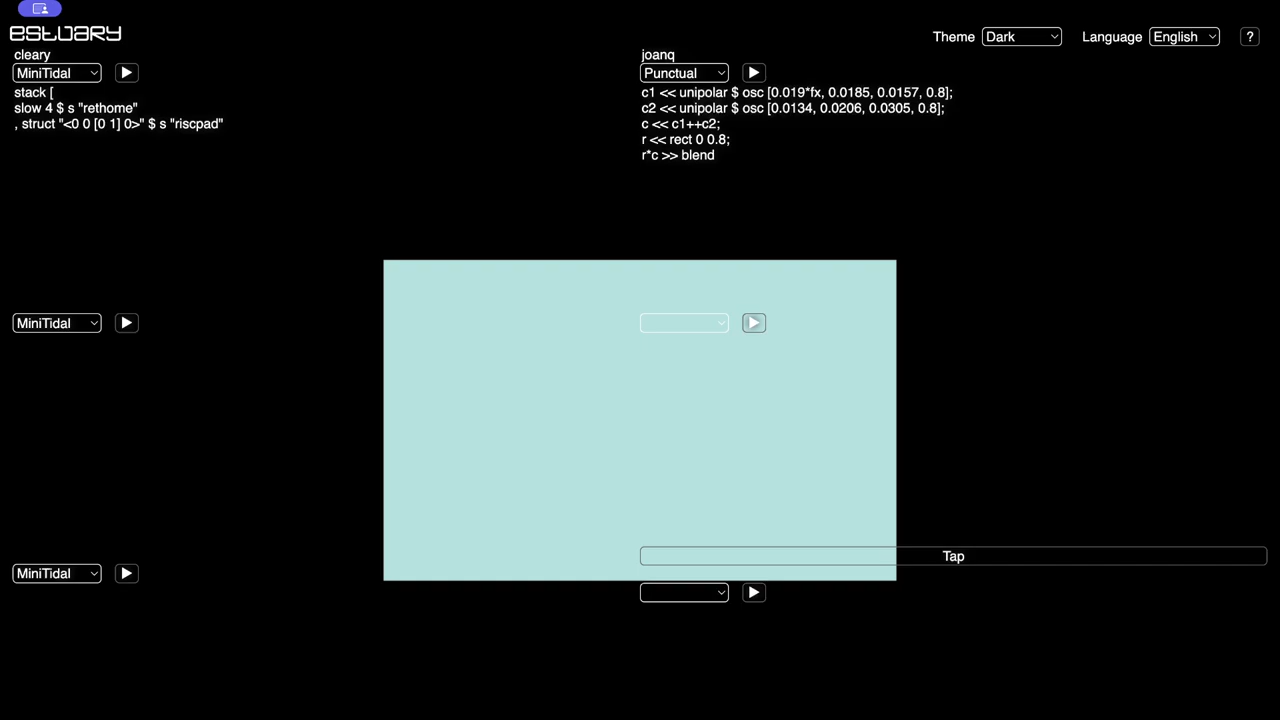 estuary
Theme Dark Language English ?
cleary
MiniTidal
stack [
slow 4 $ s "rethome"
, struct "<0 0 [0 1] 0>" $ s "riscpad"
joanq
Punctual
c1 << unipolar $ osc [0.019*fx, 0.0185, 0.0157, 0.8];
c2 << unipolar $ osc [0.0134, 0.0206, 0.0305, 0.8];
c << c1++c2;
r << rect 0 0.8;
r*c >> blend
MiniTidal
Tap
MiniTidal